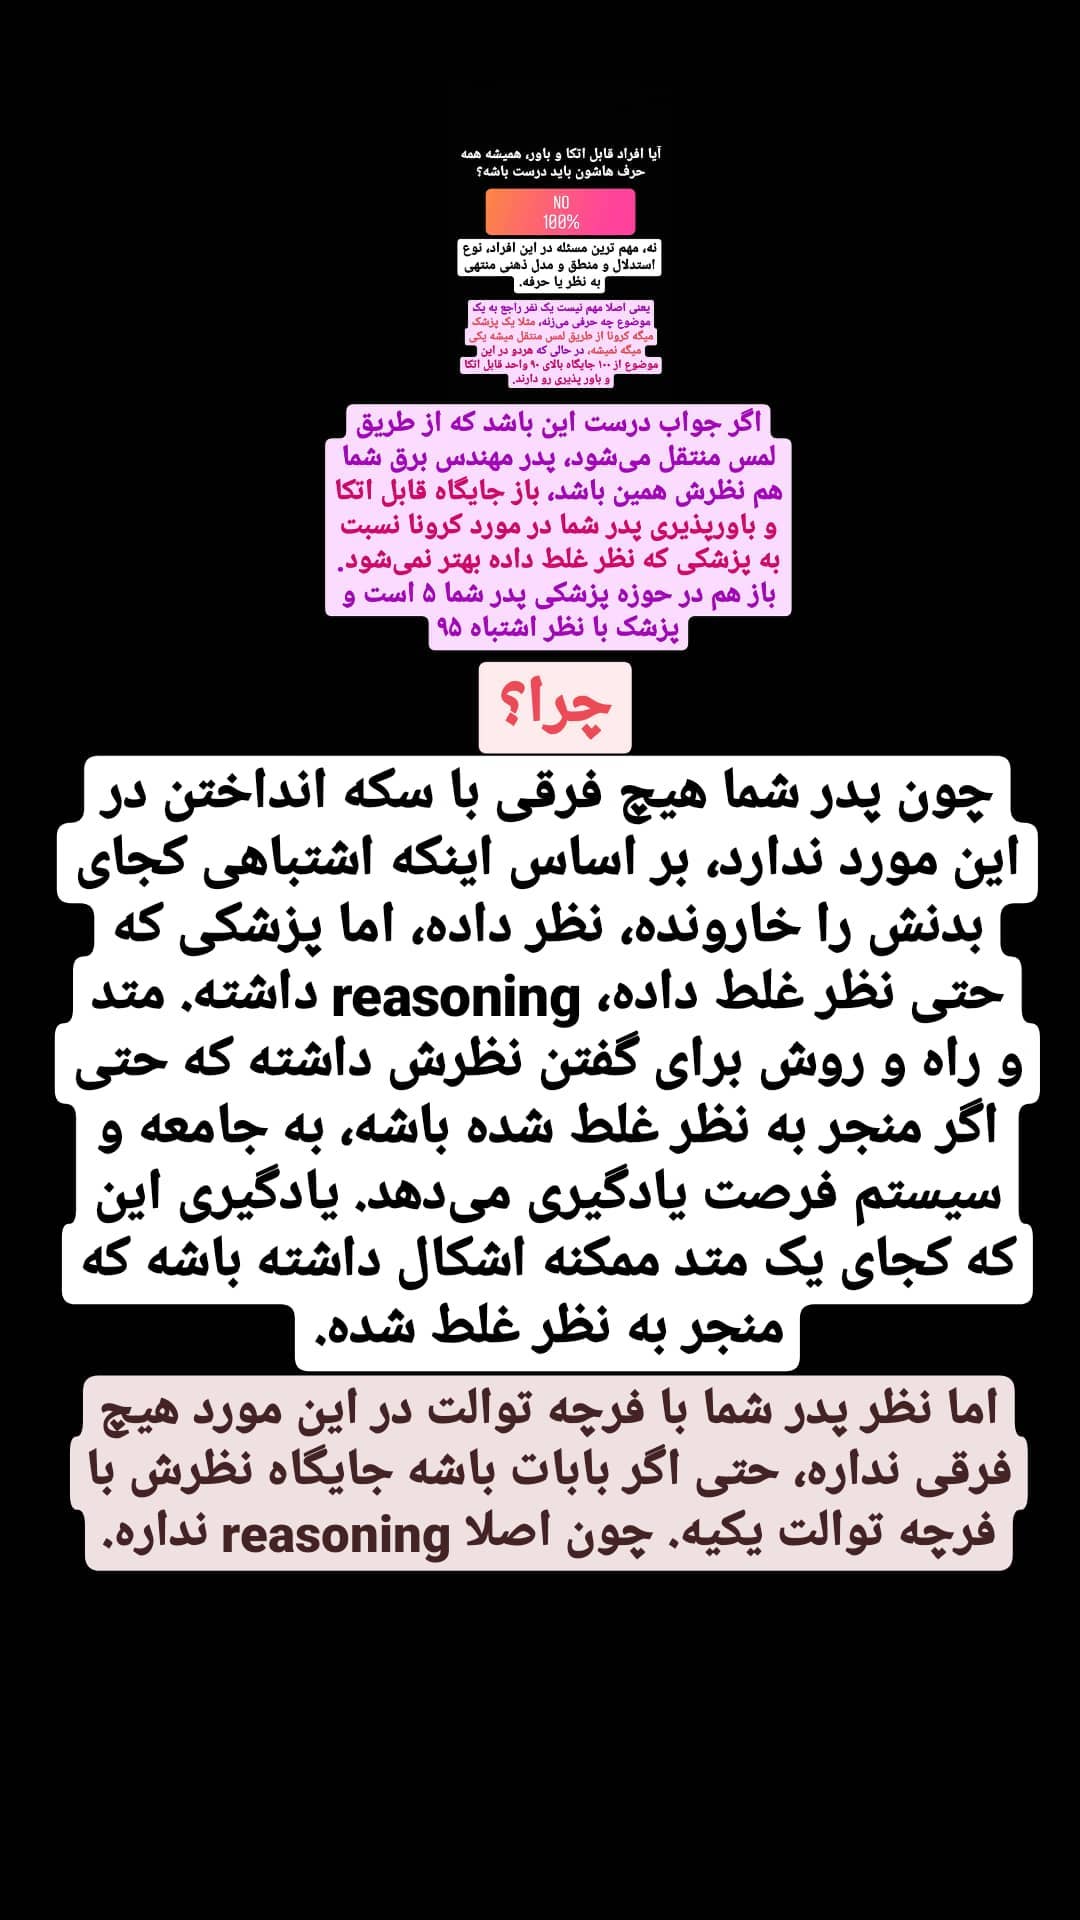 آیا افراد قابل اتکا و باور، همیشه همه
حرف هاشون باید درست باشه؟
NO
100%
نه، مهم ترین مسئله در این افراد، نوع
استدلال و منطق و مدل ذهنی منتهی
به نظر یا حرفه.
یعنی اصلا مهم نیست یک نفر راجع به یک
موضوع چه حرفی می‌زنه، مثلا یک پزشک
میگه کرونا از طریق لمس منتقل میشه یکی
میگه نمیشه، در حالی که هردو در این
موضوع از ۱۰۰ جایگاه بالای ۹۰ واحد قابل اتکا
و باور پذیری رو دارند.
اگر جواب درست این باشد که از طریق
لمس منتقل می‌شود، پدر مهندس برق شما
هم نظرش همین باشد، باز جایگاه قابل اتکا
و باورپذیری پدر شما در مورد کرونا نسبت
به پزشکی که نظر غلط داده بهتر نمی‌شود.
باز هم در حوزه پزشکی پدر شما ۵ است و
پزشک با نظر اشتباه ۹۵
چرا؟
چون پدر شما هیچ فرقی با سکه انداختن در
این مورد ندارد، بر اساس اینکه اشتباهی کجای
بدنش را خارونده، نظر داده، اما پزشکی که
حتی نظر غلط داده، reasoning داشته. متد
و راه و روش برای گفتن نظرش داشته که حتی
اگر منجر به نظر غلط شده باشه، به جامعه و
سیستم فرصت یادگیری می‌دهد. یادگیری این
که کجای یک متد ممکنه اشکال داشته باشه که
منجر به نظر غلط شده.
اما نظر پدر شما با فرچه توالت در این مورد هیچ
فرقی نداره، حتی اگر بابات باشه جایگاه نظرش با
فرچه توالت یکیه. چون اصلا reasoning نداره.